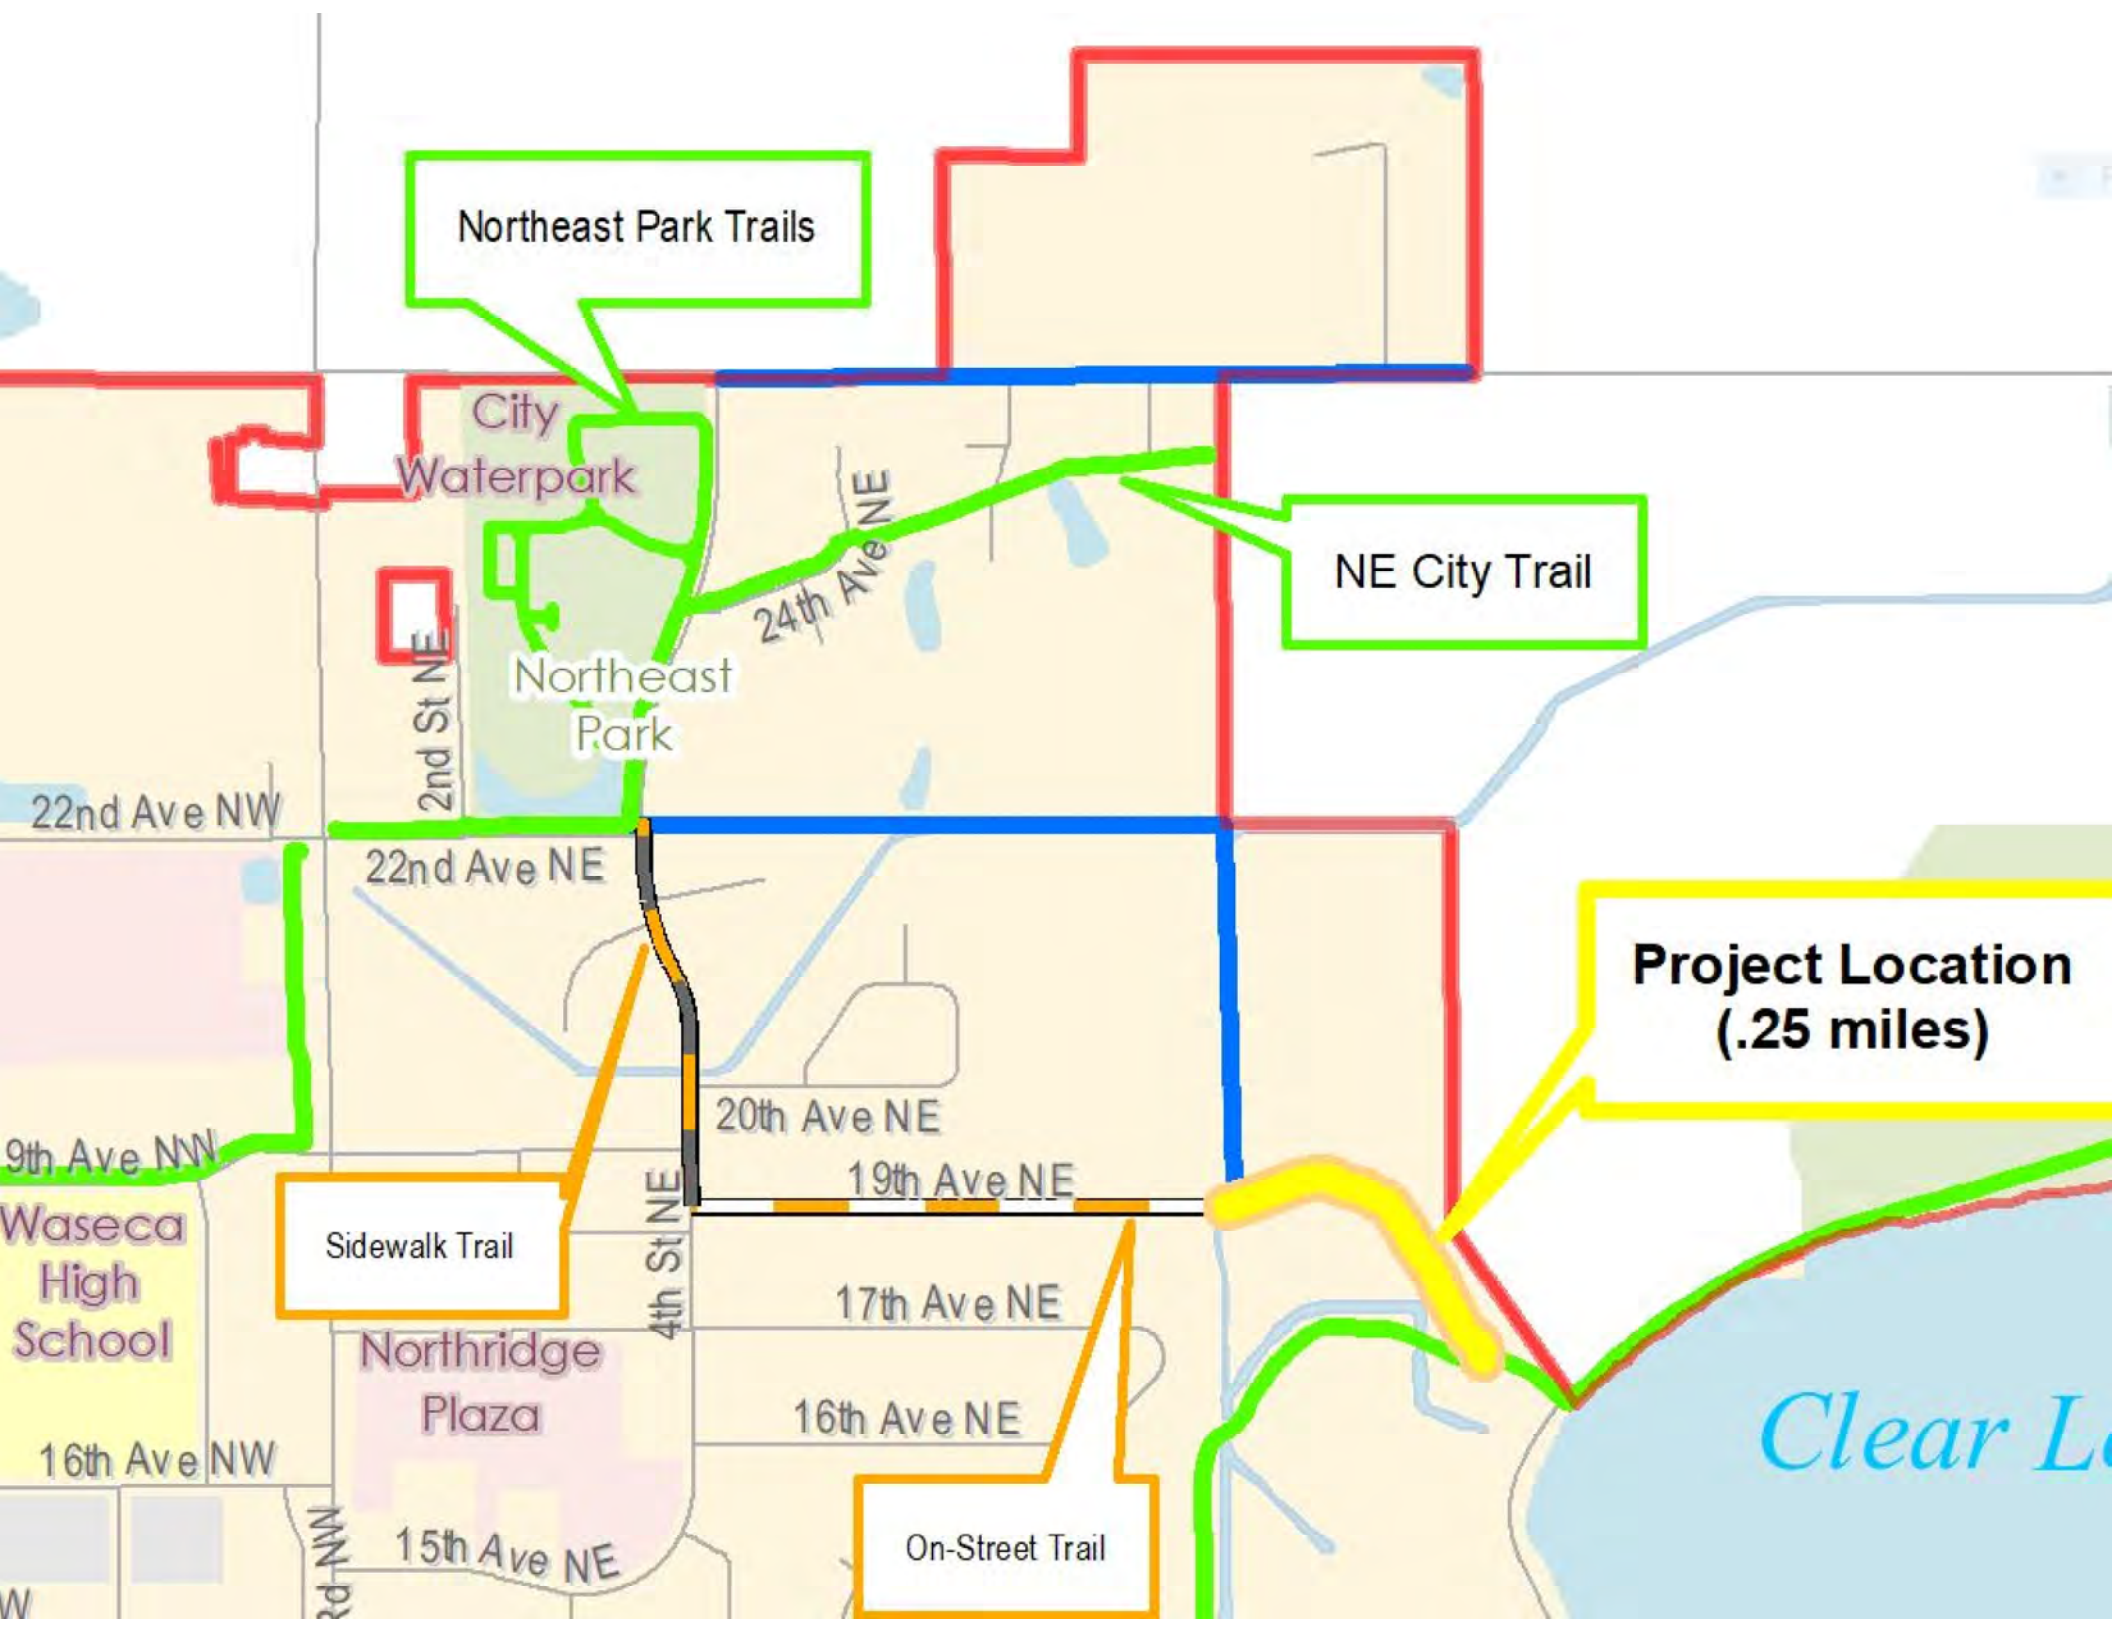 Northeast Park Trails
City
Waterpark
NE City Trail
24th Ave NE
Northeast
Park
2nd St NE
22nd Ave NW
22nd Ave NE
Project Location
(.25 miles)
20th Ave NE
9th Ave NW
19th Ave NE
Waseca
High
School
Sidewalk Trail
4th St NE
17th Ave NE
Northridge
Plaza
16th Ave NE
Clear L
16th Ave NW
15th Ave NE
On-Street Trail
Rd NW
W